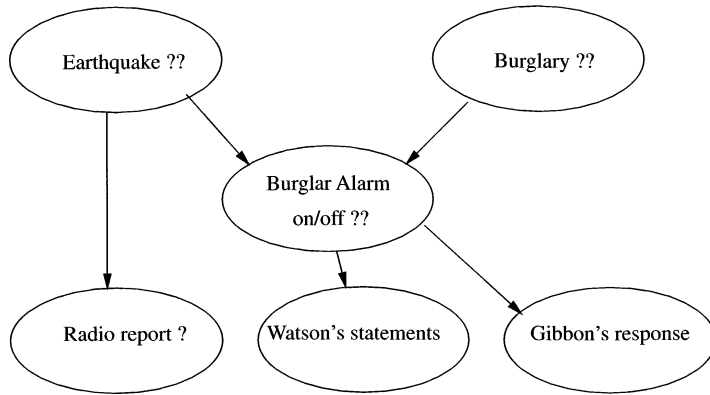 Earthquake ??
Burglary ??
Burglar Alarm
on/off ??
Radio report ?
Watson's statements
Gibbon's response